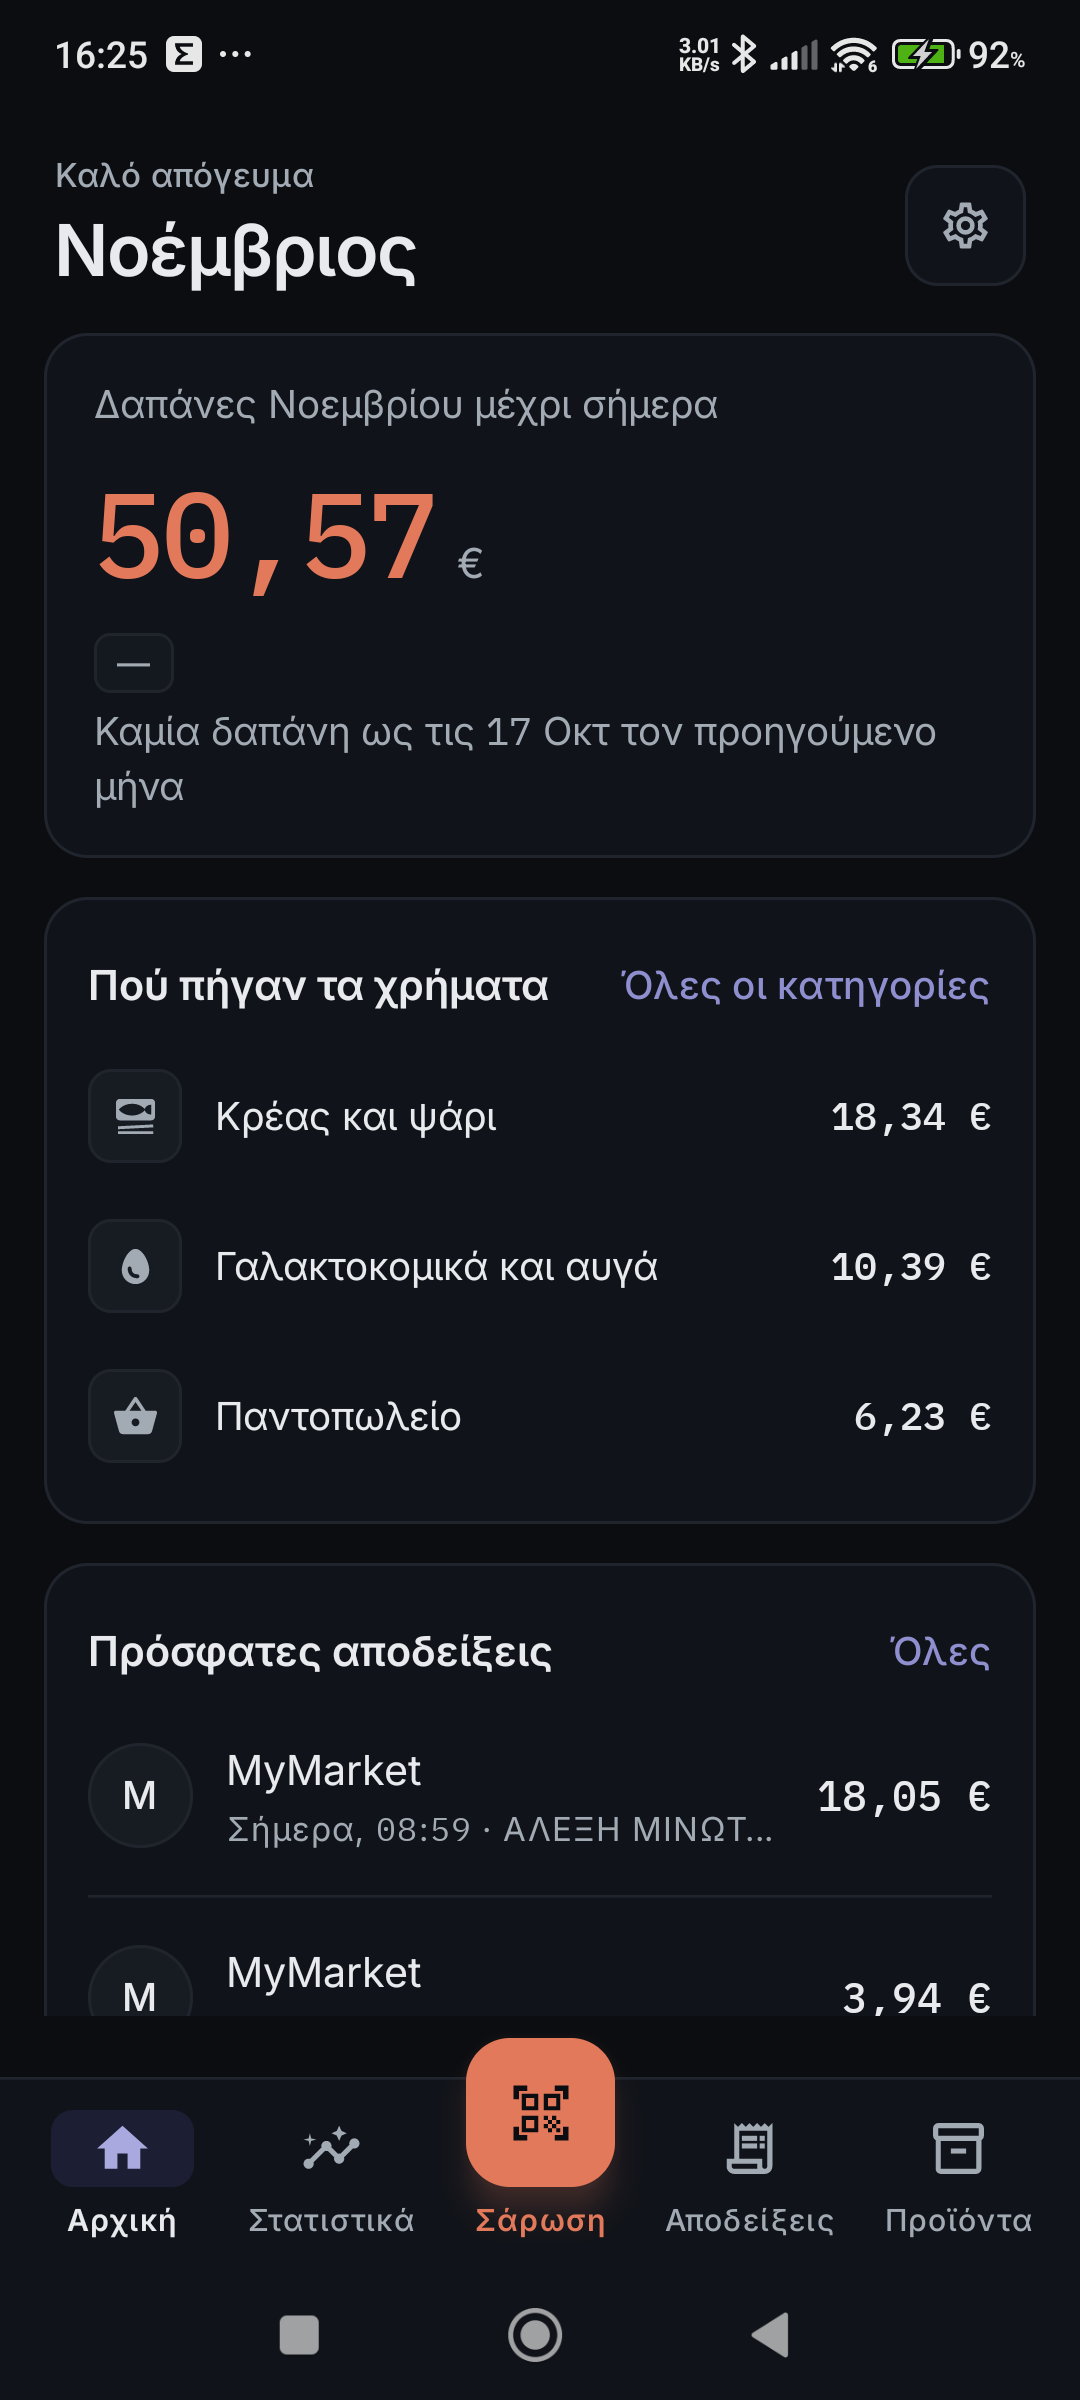 16:25
3.01
KB/s
6
92%
Καλό απόγευμα
Νοέμβριος
Δαπάνες Νοεμβρίου μέχρι σήμερα
50,57 €
—
Καμία δαπάνη ως τις 17 Οκτ τον προηγούμενο
μήνα
Πού πήγαν τα χρήματα
Όλες οι κατηγορίες
Κρέας και ψάρι
18,34 €
Γαλακτοκομικά και αυγά
10,39 €
Παντοπωλείο
6,23 €
Πρόσφατες αποδείξεις
Όλες
M
MyMarket
Σήμερα, 08:59 · ΑΛΕΞΗ ΜΙΝΩΤ...
18,05 €
M
MyMarket
3,94 €
Αρχική
Στατιστικά
Σάρωση
Αποδείξεις
Προϊόντα